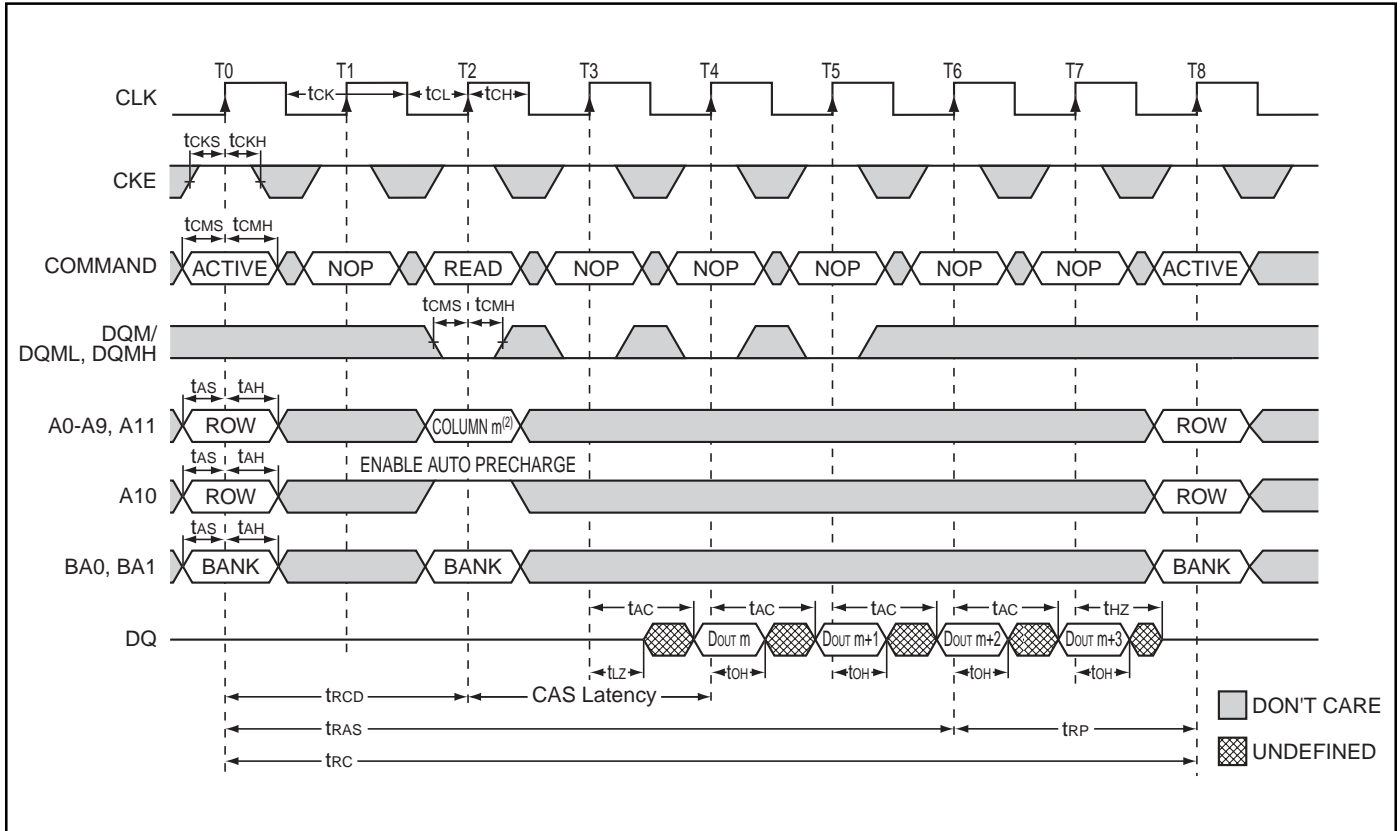 T0 T1 T2 T3 T4 T5 T6 T7 T8
CLK tCK tCL tCH
tCKS tCKH
CKE
tCMS tCMH
COMMAND ACTIVE NOP READ NOP NOP NOP NOP NOP ACTIVE
tCMS tCMH
DQM/
DQML, DQMH
tAS tAH
A0-A9, A11 ROW COLUMN m(2) ROW
tAS tAH ENABLE AUTO PRECHARGE
A10 ROW ROW
tAS tAH
BA0, BA1 BANK BANK BANK
tAC tAC tAC tAC tHZ
DQ DOUT m DOUT m+1 DOUT m+2 DOUT m+3
tLZ tOH tOH tOH tOH
tRCD CAS Latency
DON'T CARE
tRAS tRP
UNDEFINED
tRC